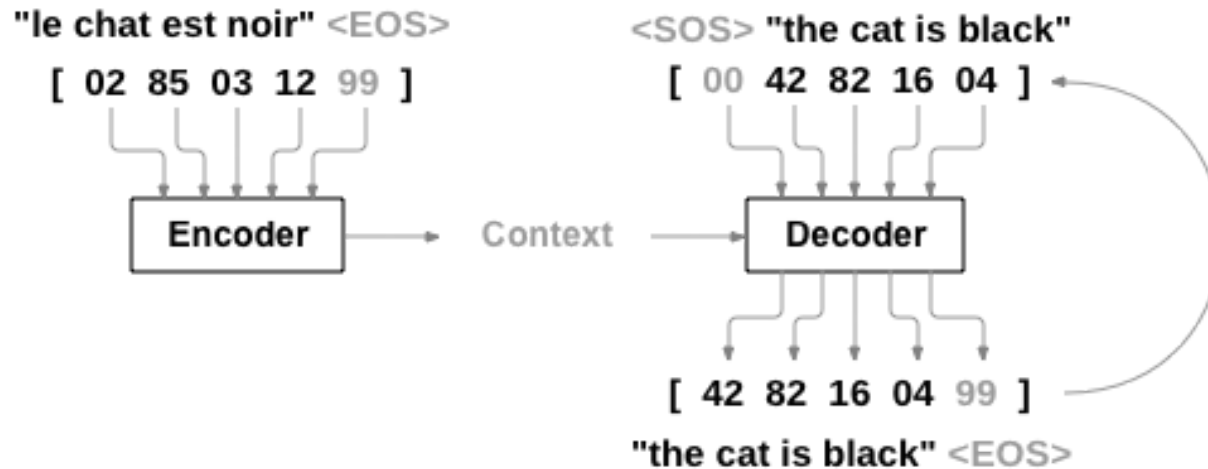 "le chat est noir" <EOS>
[ 02 85 03 12 99 ]
Encoder
Context
<SOS> "the cat is black"
[ 00 42 82 16 04 ]
Decoder
[ 42 82 16 04 99 ]
"the cat is black" <EOS>